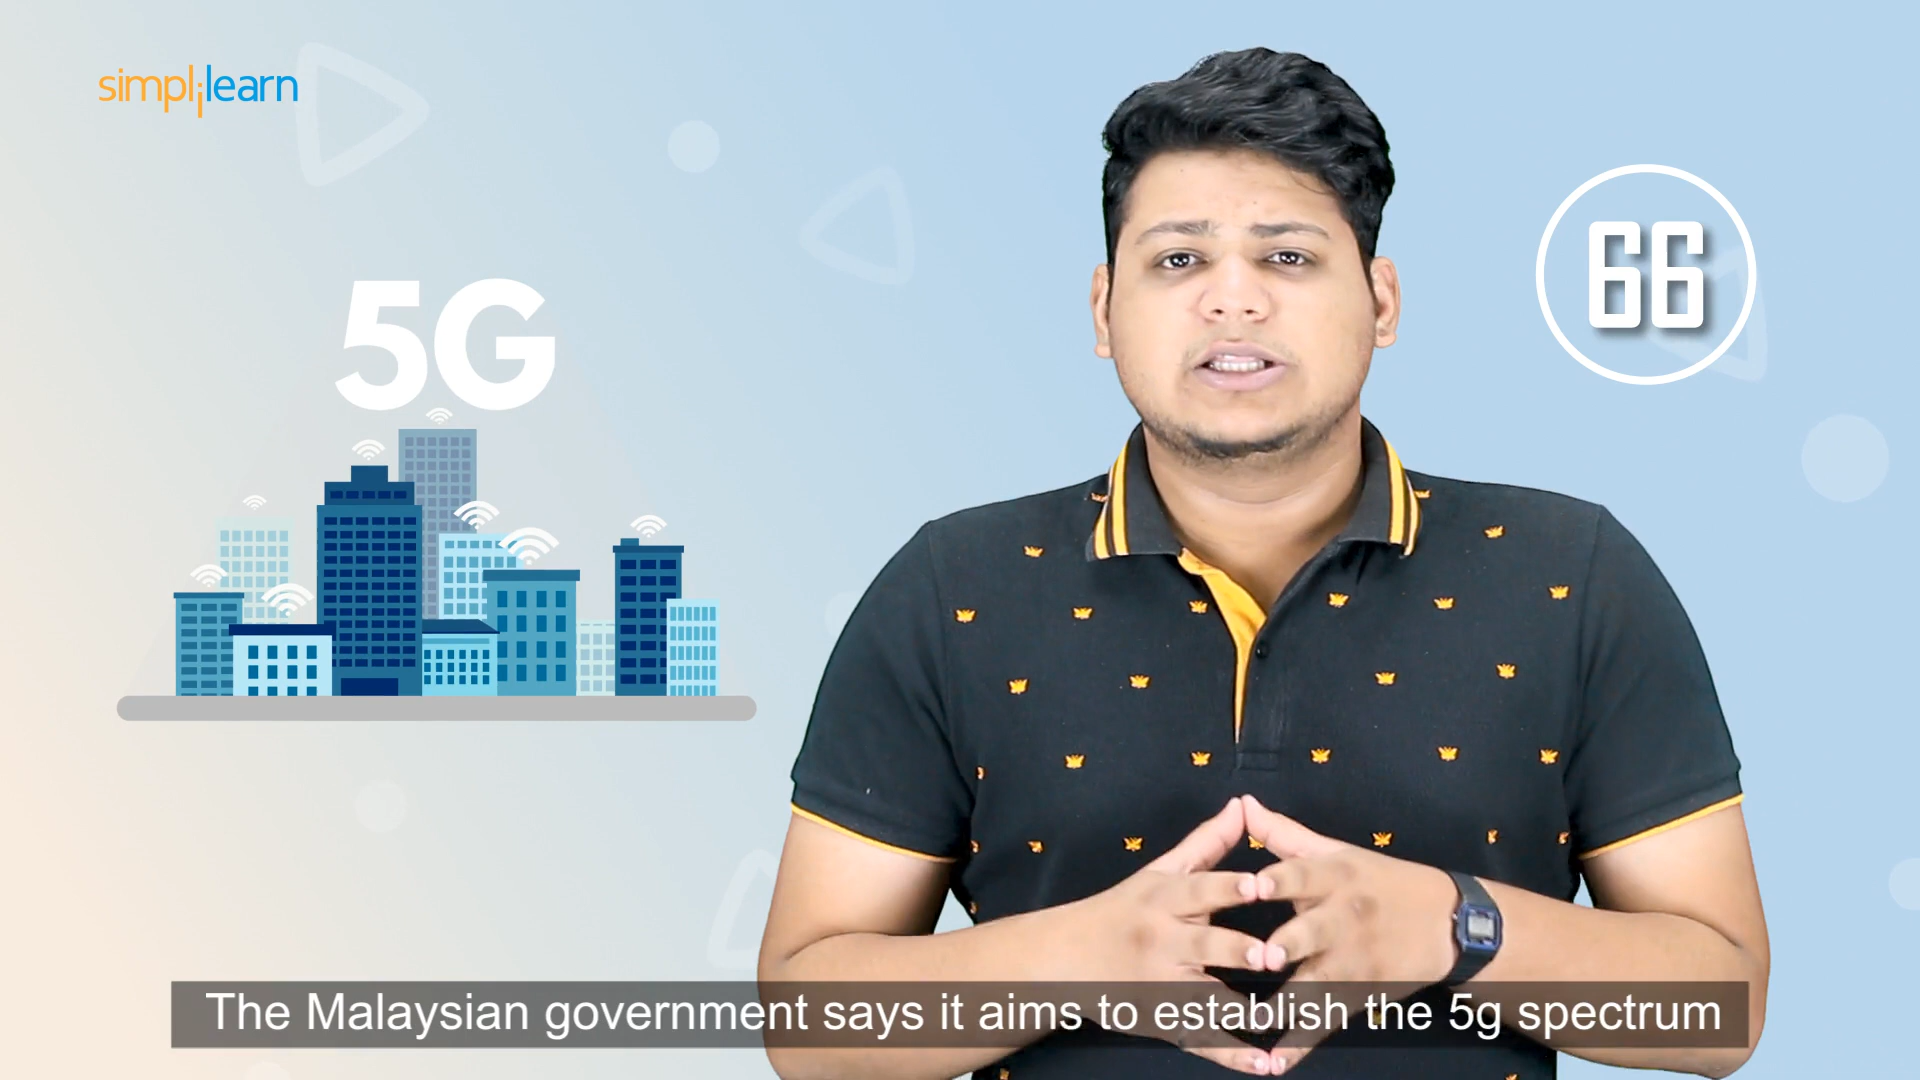 simplilearn
5G
66
The Malaysian government says it aims to establish the 5g spectrum